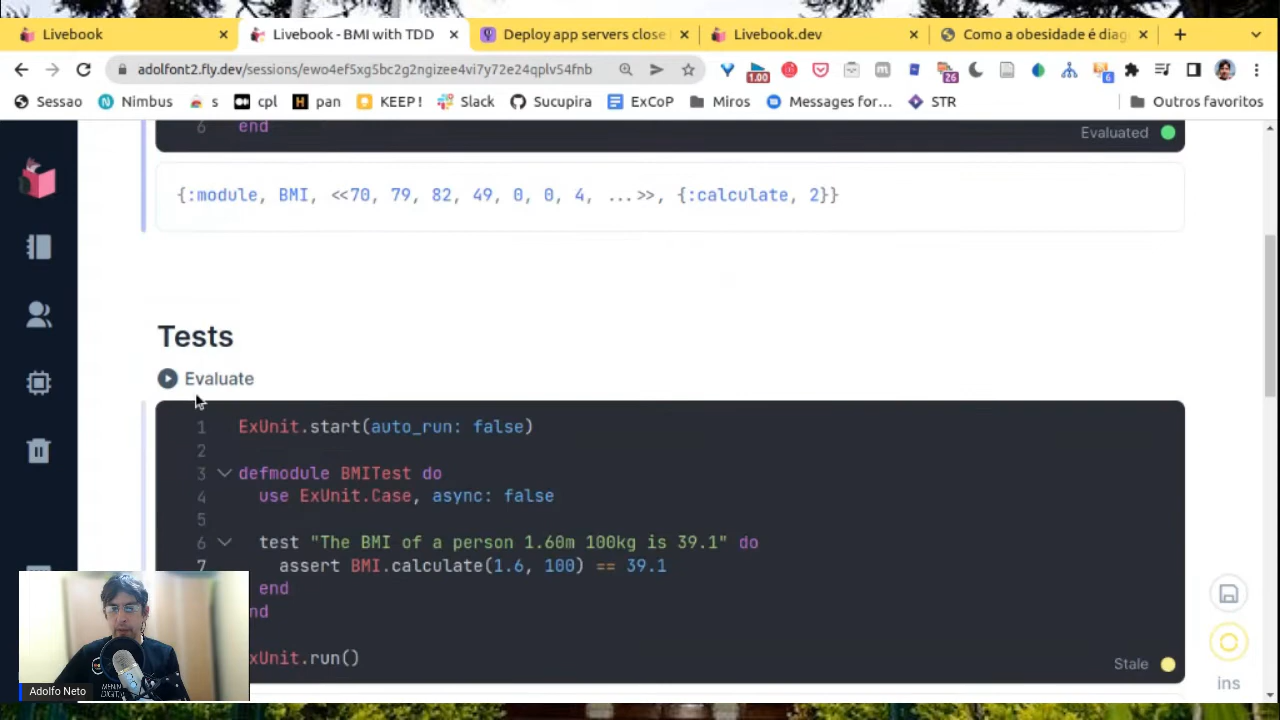 Livebook
Livebook - BMI with TDD
Deploy app servers close
Livebook.dev
Como a obesidade é diag
adolfont2.fly.dev/sessions/ewo4ef5xg5bc2g2ngizee4vi7y72e24qplv54fnb
1.00
26
6
Sessao
Nimbus
s
cpl
pan
KEEP!
Slack
Sucupira
ExCoP
Miros
Messages for...
STR
Outros favoritos
6 end
Evaluated
{:module, BMI, <<70, 79, 82, 49, 0, 0, 4, ...>>, {:calculate, 2}}
Tests
Evaluate
1 ExUnit.start(auto_run: false)
2
3 defmodule BMITest do
4 use ExUnit.Case, async: false
5
6 test "The BMI of a person 1.60m 100kg is 39.1" do
7 assert BMI.calculate(1.6, 100) == 39.1
end
nd
xUnit.run()
Stale
ins
Adolfo Neto